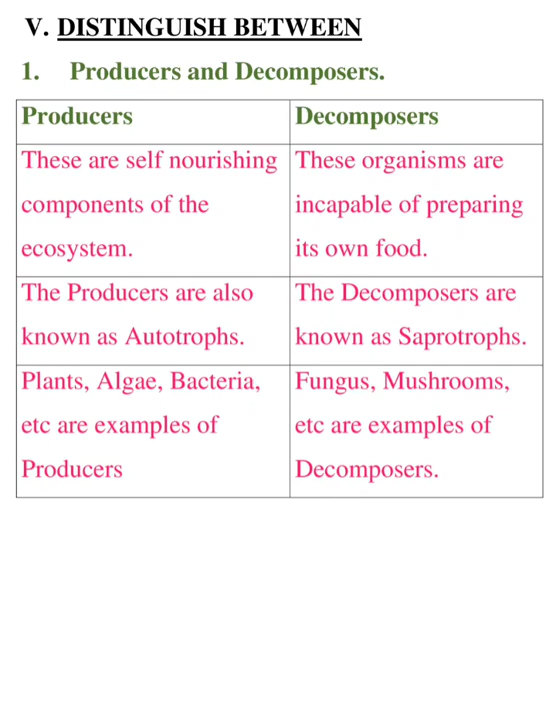 V. DISTINGUISH BETWEEN
1. Producers and Decomposers.
Producers
Decomposers
These are self nourishing
components of the
ecosystem.
These organisms are
incapable of preparing
its own food.
The Producers are also
known as Autotrophs.
The Decomposers are
known as Saprotrophs.
Plants, Algae, Bacteria,
etc are examples of
Producers
Fungus, Mushrooms,
etc are examples of
Decomposers.